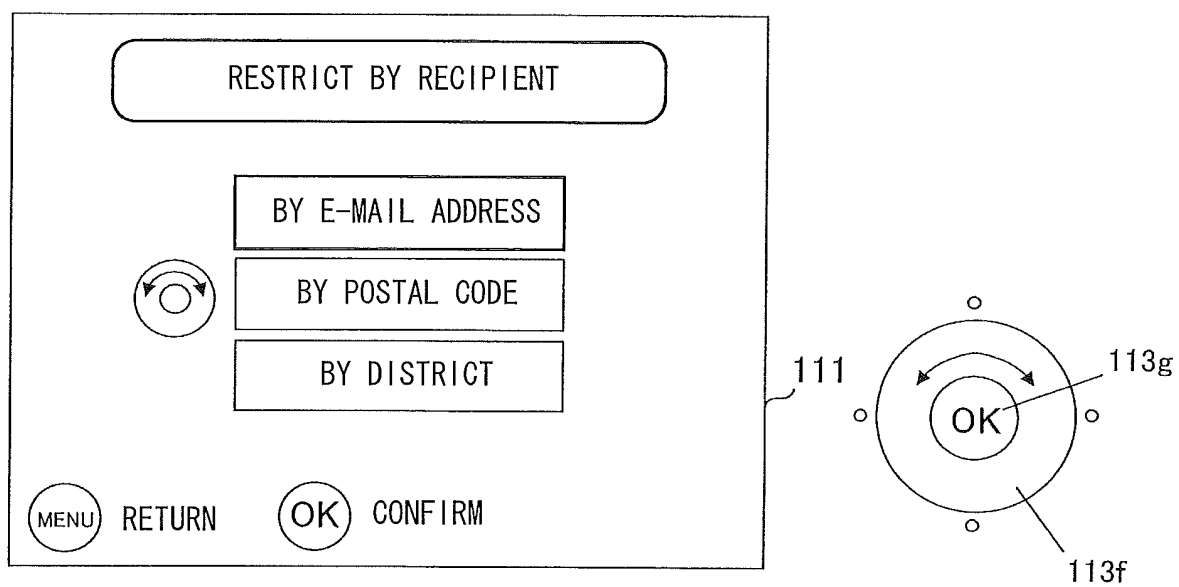 RESTRICT BY RECIPIENT
BY E-MAIL ADDRESS
BY POSTAL CODE
BY DISTRICT
MENU RETURN OK CONFIRM
111
OK
113g
113f